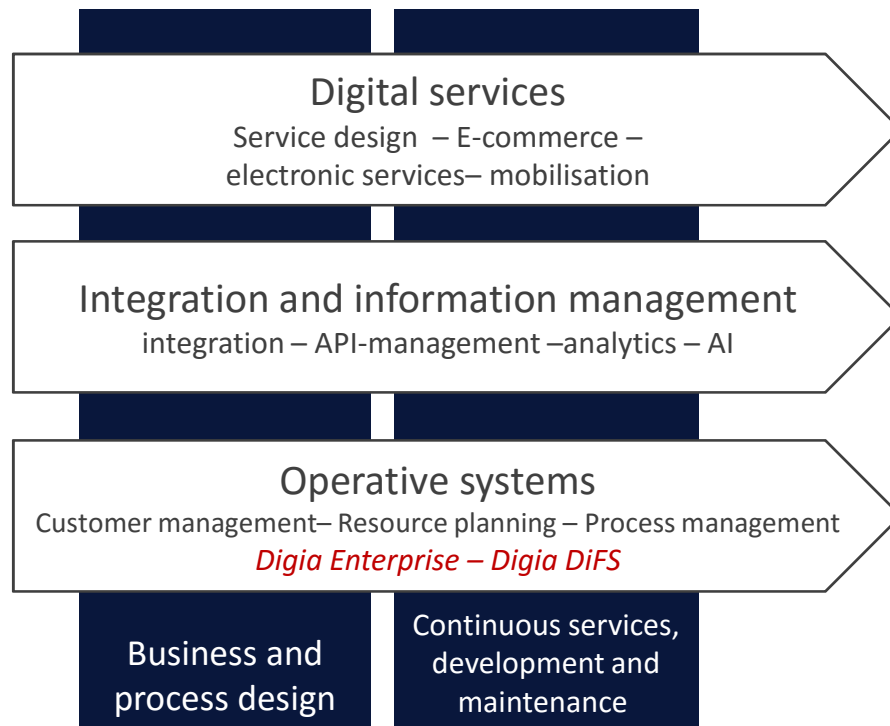 Digital services
Service design – E-commerce –
electronic services– mobilisation
Integration and information management
integration – API-management –analytics – AI
Operative systems
Customer management– Resource planning – Process management
Digia Enterprise – Digia DiFS
Business and
process design
Continuous services,
development and
maintenance